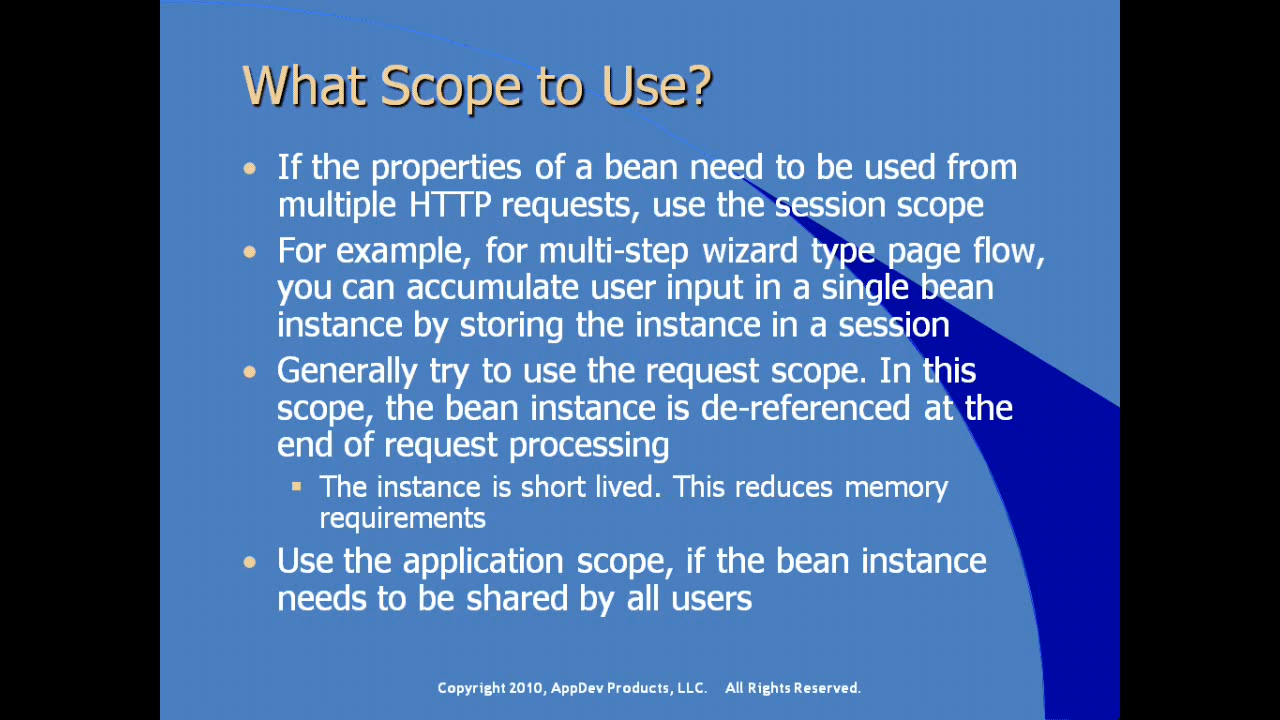 What Scope to Use?
If the properties of a bean need to be used from
multiple HTTP requests, use the session scope
For example, for multi-step wizard type page flow,
you can accumulate user input in a single bean
instance by storing the instance in a session
Generally try to use the request scope. In this
scope, the bean instance is de-referenced at the
end of request processing
The instance is short lived. This reduces memory
requirements
Use the application scope, if the bean instance
needs to be shared by all users
Copyright 2010, AppDev Products, LLC. All Rights Reserved.